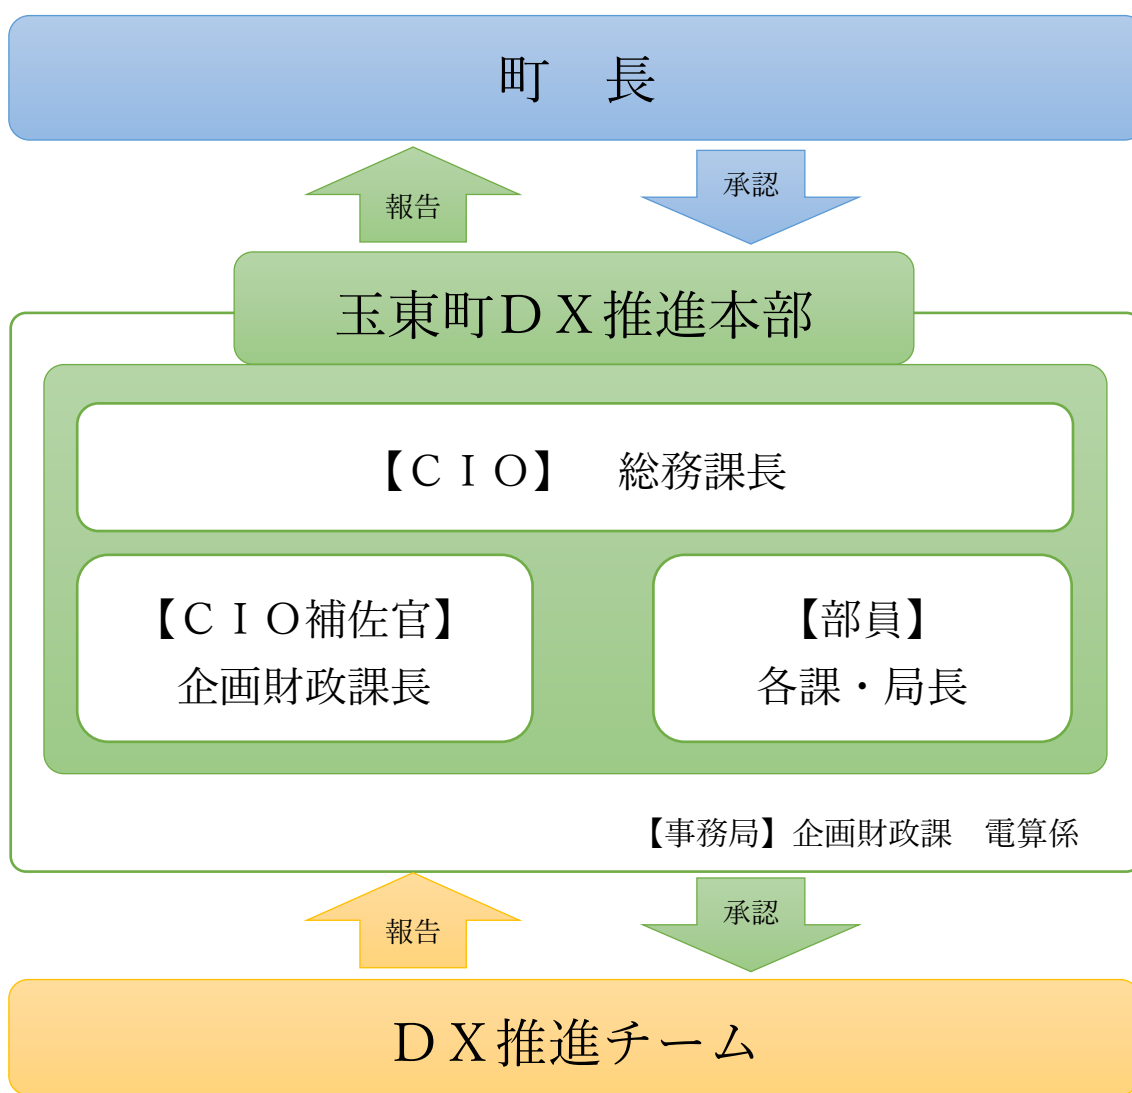 町　長
報告
承認
玉東町ＤＸ推進本部
【ＣＩＯ】　総務課長
【ＣＩＯ補佐官】
企画財政課長
【部員】
各課・局長
【事務局】企画財政課　電算係
報告
承認
ＤＸ推進チーム